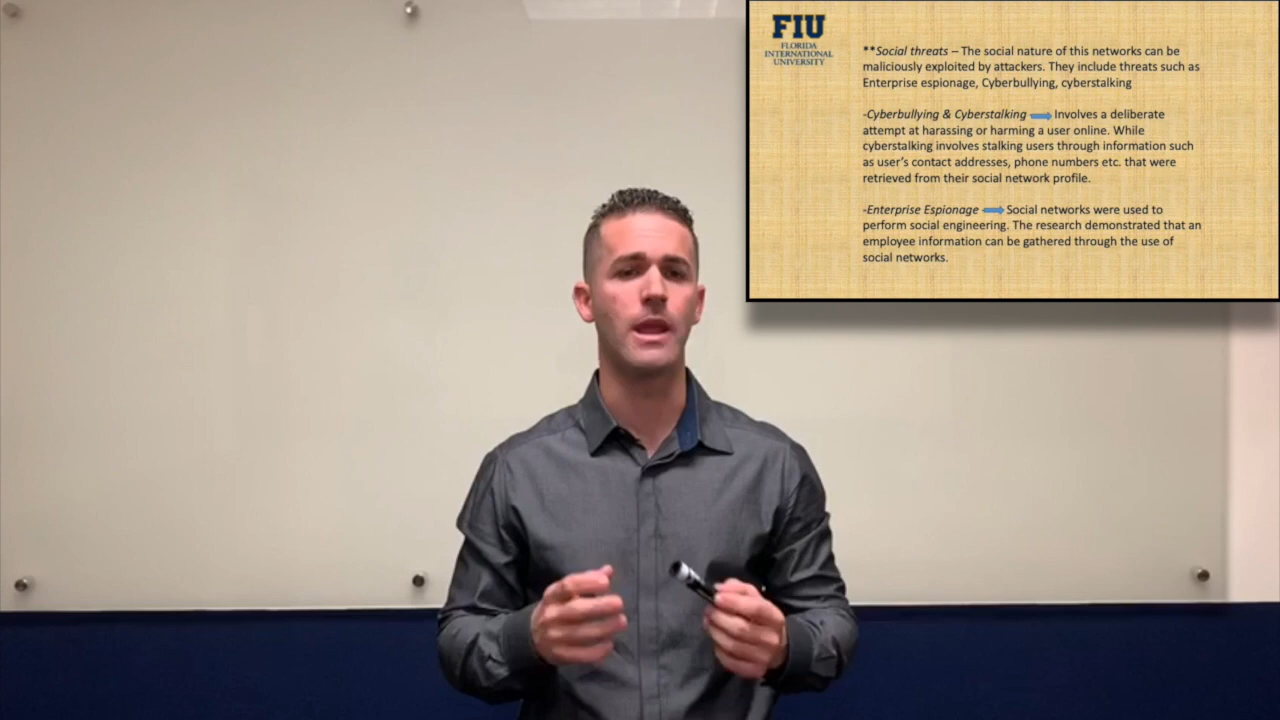 FIU
FLORIDA
INTERNATIONAL
UNIVERSITY
**Social threats – The social nature of this networks can be
maliciously exploited by attackers. They include threats such as
Enterprise espionage, Cyberbullying, cyberstalking
-Cyberbullying & Cyberstalking Involves a deliberate
attempt at harassing or harming a user online. While
cyberstalking involves stalking users through information such
as user's contact addresses, phone numbers etc. that were
retrieved from their social network profile.
-Enterprise Espionage Social networks were used to
perform social engineering. The research demonstrated that an
employee information can be gathered through the use of
social networks.